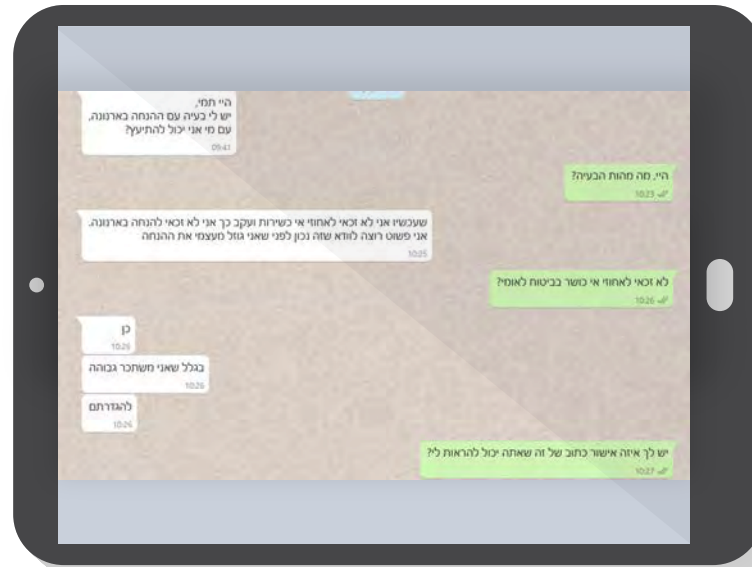 היי תמי,
יש לי בעיה עם ההנחה בארנונה,
עם מי אני יכול להתיעץ?
09:41
היי, מה מהות הבעיה?
10:23
שעכשיו אני לא זכאי לאחוזי אי כשירות ועקב כך אני לא זכאי להנחה בארנונה.
אני פשוט רוצה לוודא שזה נכון לפני שאני גוזל מעצמי את ההנחה
10:25
לא זכאי לאחוזי אי כושר בביטוח לאומי?
10:26
כן
10:26
בגלל שאני משתכר גבוהה
10:26
להגדרתם
10:26
יש לך איזה אישור כתוב של זה שאתה יכול להראות לי?
10:27